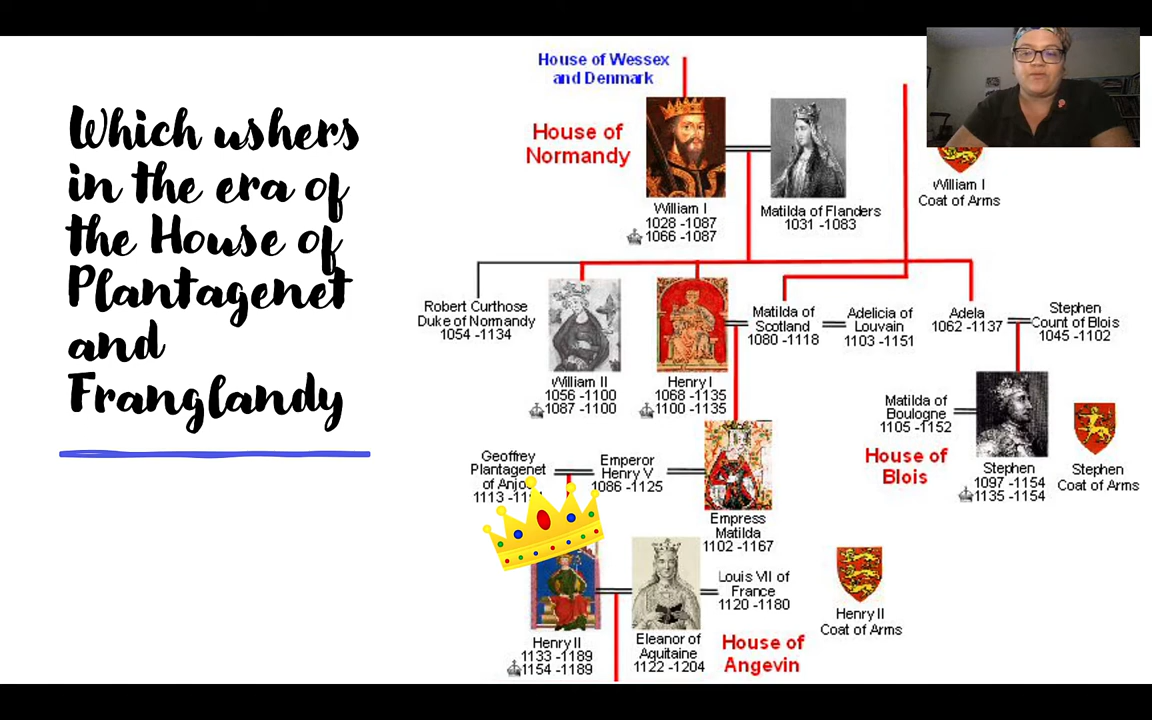 Which ushers
in the era of
the House of
Plantagenet
and
Franglandy
House of Wessex
and Denmark
House of
Normandy
William I
1028 -1087
1066 -1087
Matilda of Flanders
1031 -1083
William I
Coat of Arms
Robert Curthose
Duke of Normandy
1054 -1134
William II
1056 -1100
1087 -1100
Henry I
1068 -1135
1100 -1135
Matilda of
Scotland
1080 -1118
Adelicia of
Louvain
1103 -1151
Adela
1062 -1137
Stephen
Count of Blois
1045 -1102
Matilda of
Boulogne
1105 -1152
House of
Blois
Stephen
1097 -1154
1135 -1154
Stephen
Coat of Arms
Geoffrey
Plantagenet
of Anjou
1113
Emperor
Henry V
1086 -1125
Empress
Matilda
1102 -1167
Henry II
1133 -1189
1154 -1189
Eleanor of
Aquitaine
1122 -1204
Louis VII of
France
1120 -1180
House of
Angevin
Henry II
Coat of Arms